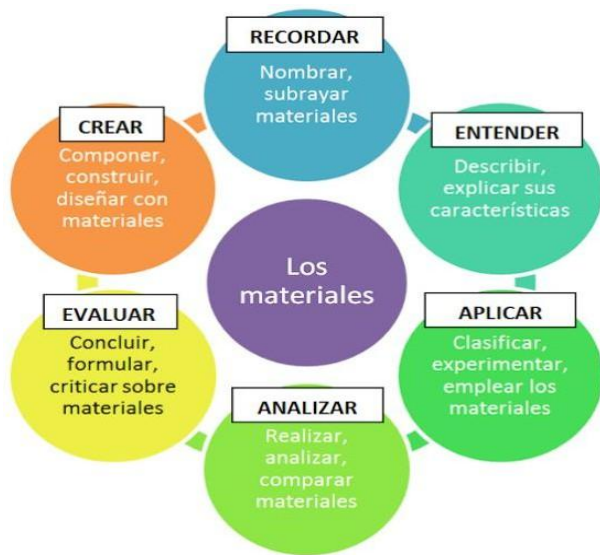 RECORDAR
Nombrar,
subrayar
materiales
ENTENDER
Describir,
explicar sus
características
APLICAR
Clasificar,
experimentar,
emplear los
materiales
ANALIZAR
Realizar,
analizar,
comparar
materiales
EVALUAR
Concluir,
formular,
criticar sobre
materiales
CREAR
Componer,
construir,
diseñar con
materiales
Los
materiales